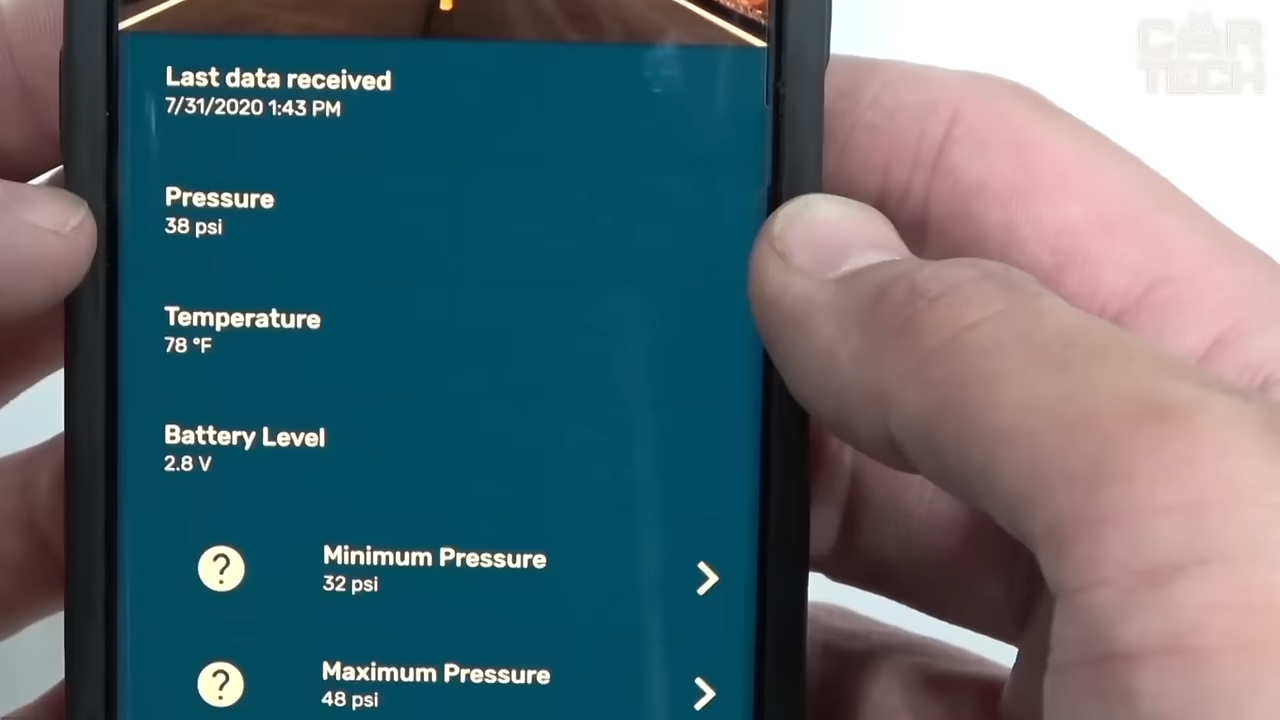 CAR
TECH
Last data received
7/31/2020 1:43 PM
Pressure
38 psi
Temperature
78 °F
Battery Level
2.8 V
?
Minimum Pressure
32 psi
?
Maximum Pressure
48 psi